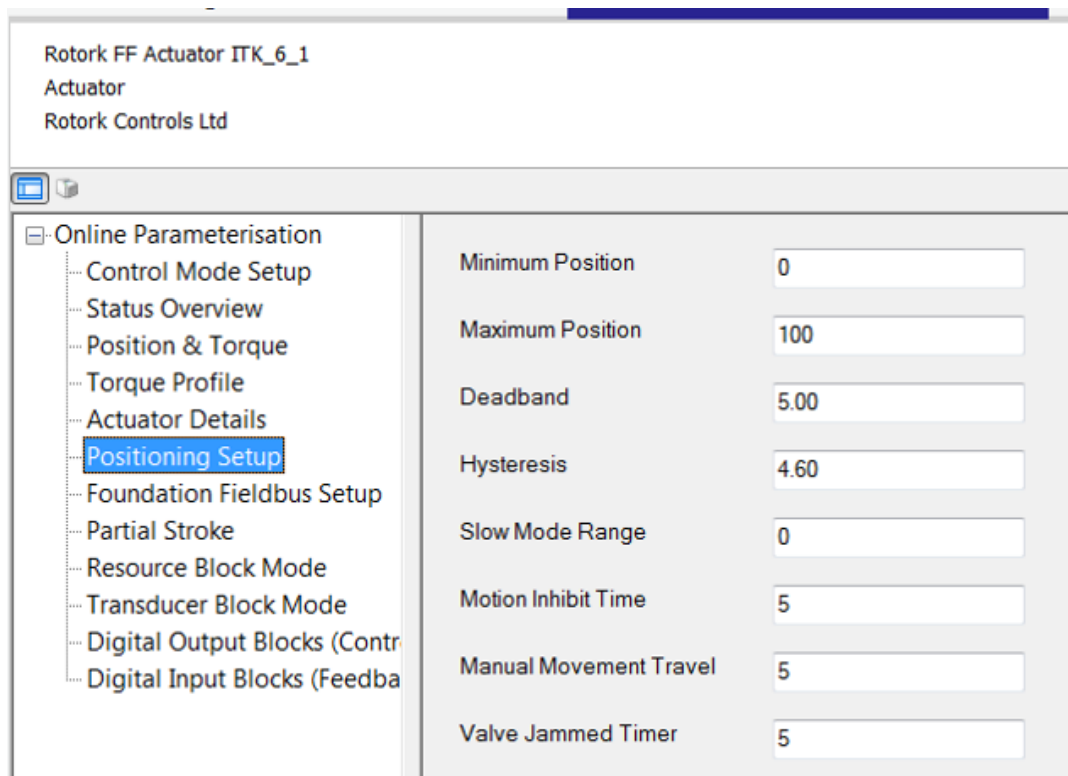 Rotork FF Actuator ITK_6_1
Actuator
Rotork Controls Ltd
Online Parameterisation
Control Mode Setup
Status Overview
Position & Torque
Torque Profile
Actuator Details
Positioning Setup
Foundation Fieldbus Setup
Partial Stroke
Resource Block Mode
Transducer Block Mode
Digital Output Blocks (Contr
Digital Input Blocks (Feedba
Minimum Position 0
Maximum Position 100
Deadband 5.00
Hysteresis 4.60
Slow Mode Range 0
Motion Inhibit Time 5
Manual Movement Travel 5
Valve Jammed Timer 5